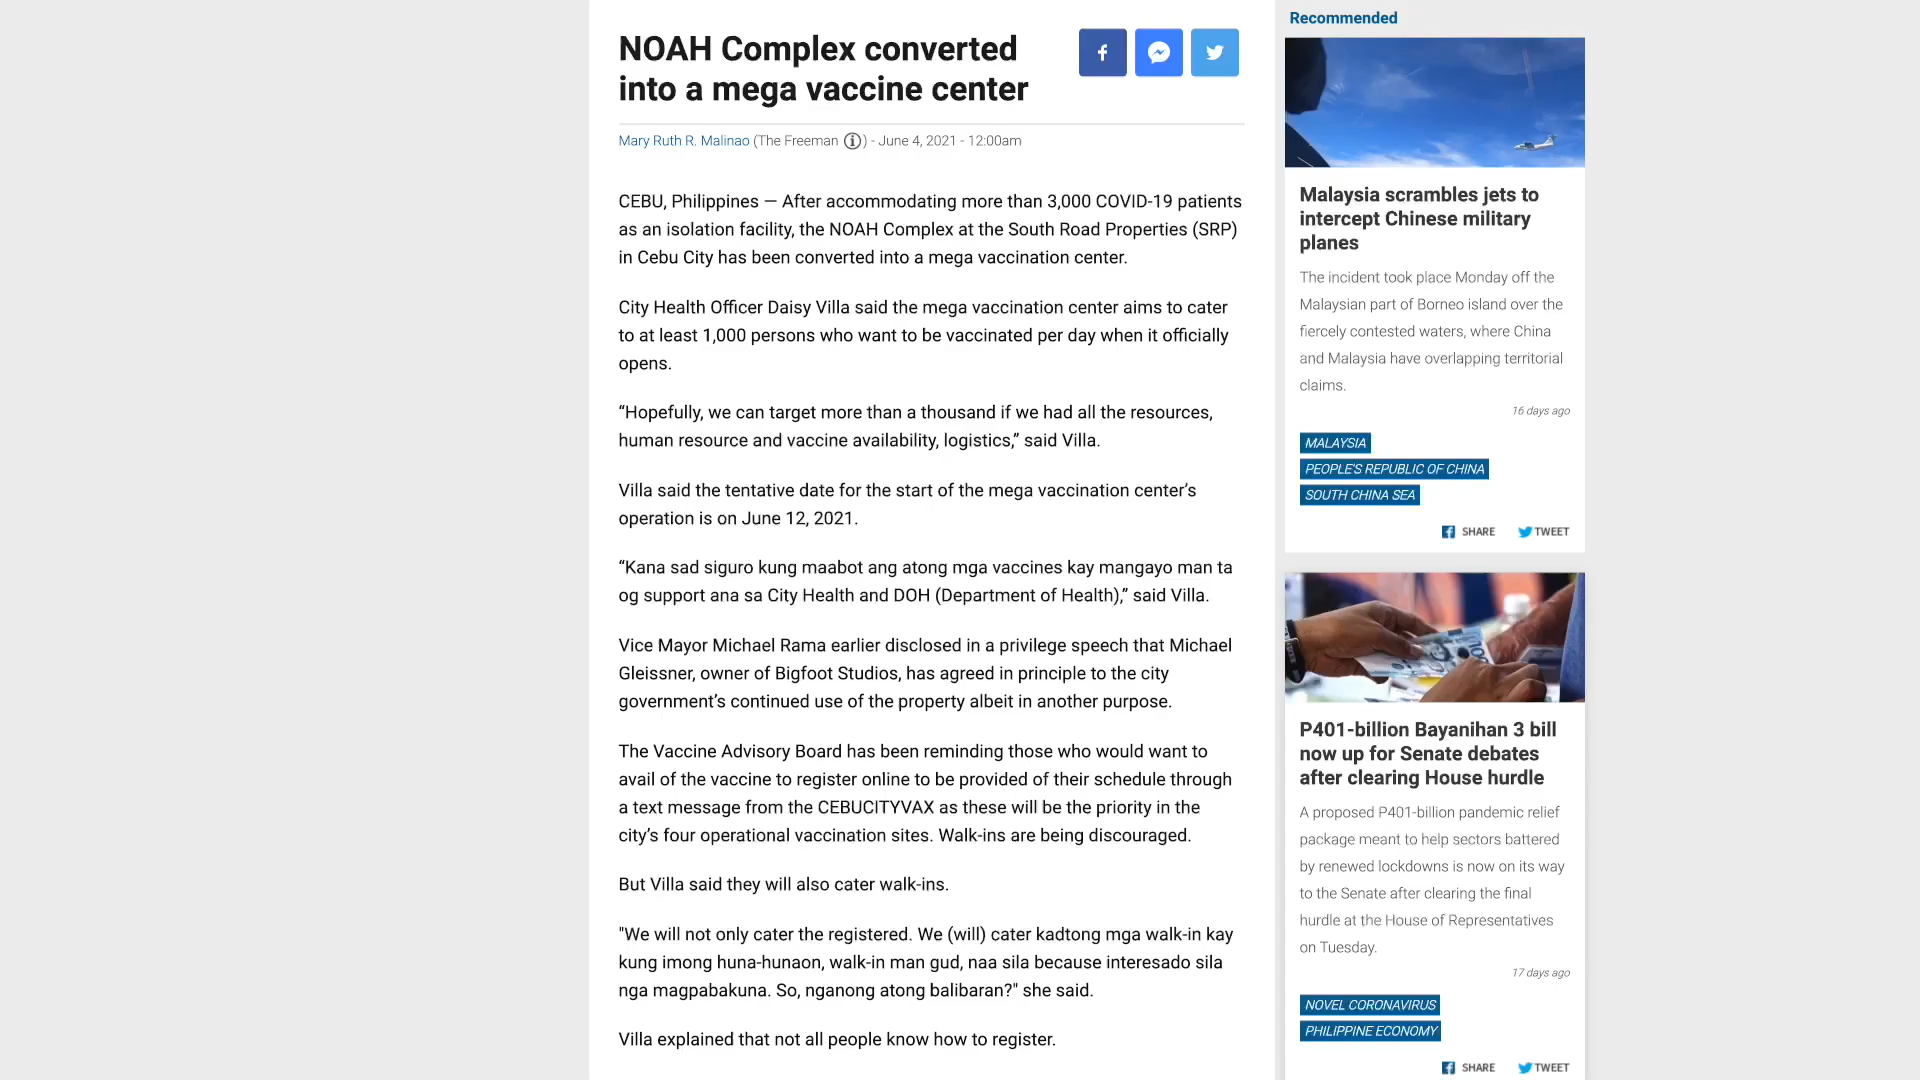 NOAH Complex converted
into a mega vaccine center
Mary Ruth R. Malinao (The Freeman ) - June 4, 2021 - 12:00am
CEBU, Philippines — After accommodating more than 3,000 COVID-19 patients
as an isolation facility, the NOAH Complex at the South Road Properties (SRP)
in Cebu City has been converted into a mega vaccination center.
City Health Officer Daisy Villa said the mega vaccination center aims to cater
to at least 1,000 persons who want to be vaccinated per day when it officially
opens.
“Hopefully, we can target more than a thousand if we had all the resources,
human resource and vaccine availability, logistics,” said Villa.
Villa said the tentative date for the start of the mega vaccination center’s
operation is on June 12, 2021.
“Kana sad siguro kung maabot ang atong mga vaccines kay mangayo man ta
og support ana sa City Health and DOH (Department of Health),” said Villa.
Vice Mayor Michael Rama earlier disclosed in a privilege speech that Michael
Gleissner, owner of Bigfoot Studios, has agreed in principle to the city
government’s continued use of the property albeit in another purpose.
The Vaccine Advisory Board has been reminding those who would want to
avail of the vaccine to register online to be provided of their schedule through
a text message from the CEBUCITYVAX as these will be the priority in the
city’s four operational vaccination sites. Walk-ins are being discouraged.
But Villa said they will also cater walk-ins.
"We will not only cater the registered. We (will) cater kadtong mga walk-in kay
kung imong huna-hunaon, walk-in man gud, naa sila because interesado sila
nga magpabakuna. So, nganong atong balibaran?" she said.
Villa explained that not all people know how to register.
Recommended
Malaysia scrambles jets to
intercept Chinese military
planes
The incident took place Monday off the
Malaysian part of Borneo island over the
fiercely contested waters, where China
and Malaysia have overlapping territorial
claims.
16 days ago
MALAYSIA
PEOPLE'S REPUBLIC OF CHINA
SOUTH CHINA SEA
SHARE TWEET
P401-billion Bayanihan 3 bill
now up for Senate debates
after clearing House hurdle
A proposed P401-billion pandemic relief
package meant to help sectors battered
by renewed lockdowns is now on its way
to the Senate after clearing the final
hurdle at the House of Representatives
on Tuesday.
17 days ago
NOVEL CORONAVIRUS
PHILIPPINE ECONOMY
SHARE TWEET